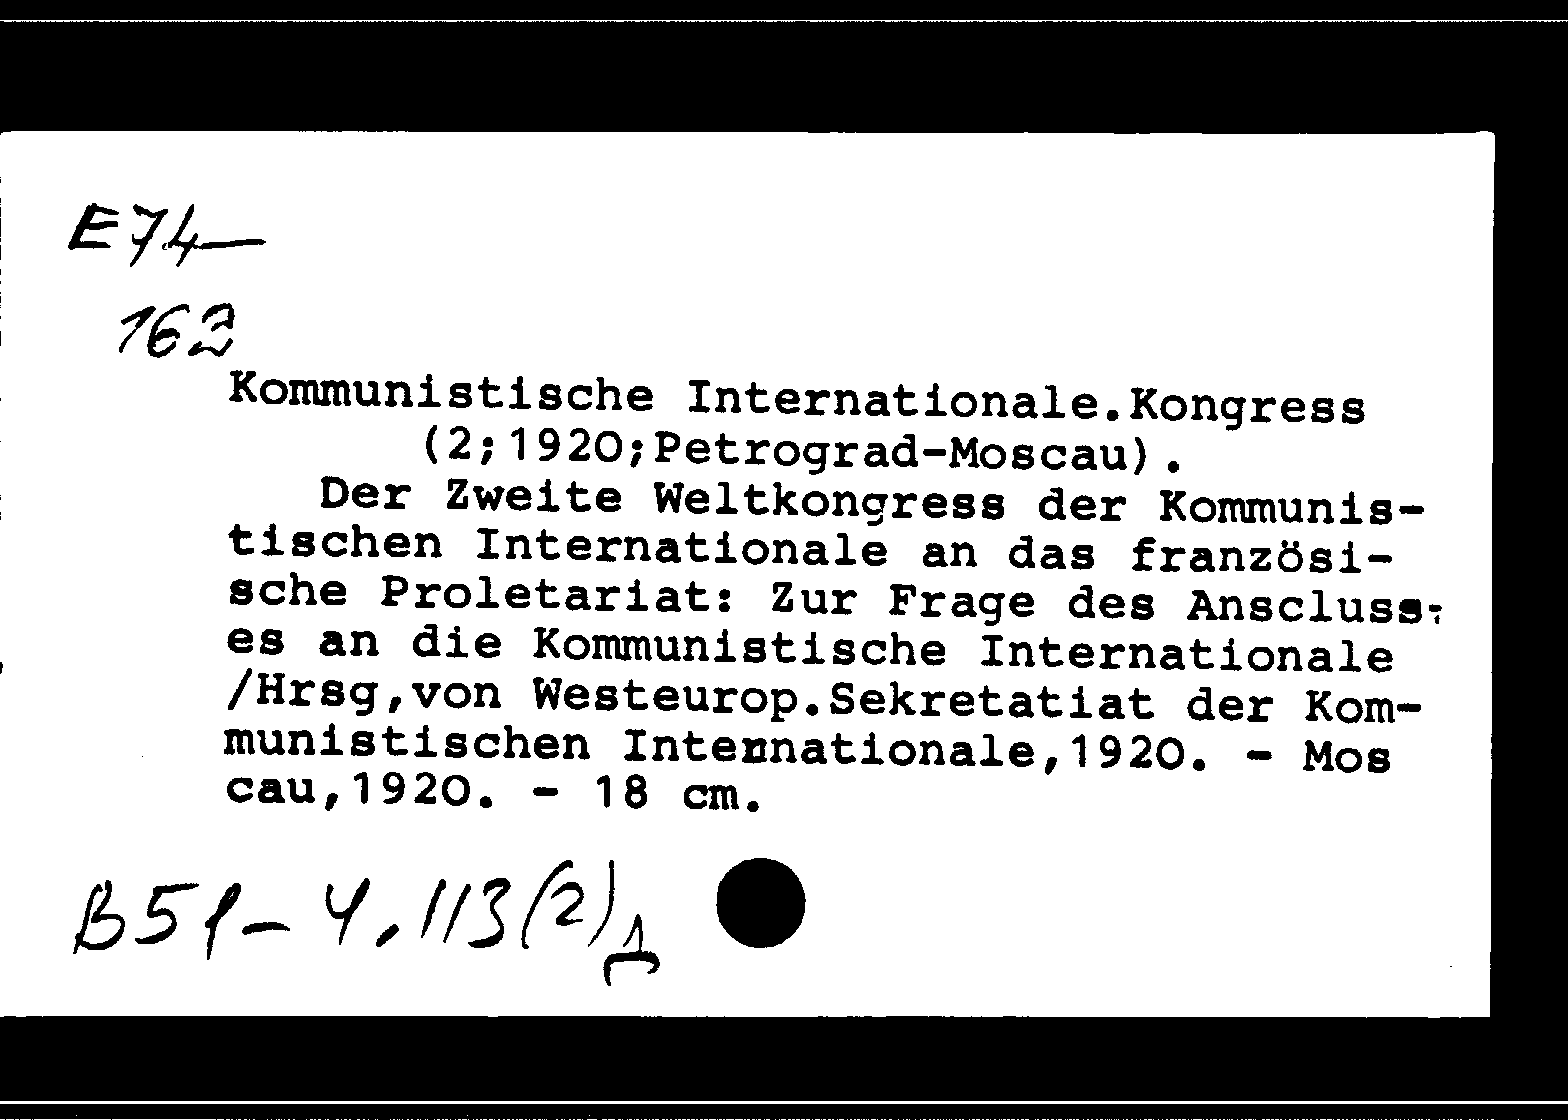 E74—
162
Kommunistische Internationale.Kongress
(2;1920;Petrograd-Moscau).
Der Zweite Weltkongress der Kommunis-
tischen Internationale an das französi-
sche Proletariat: Zur Frage des Anscluss-
es an die Kommunistische Internationale
/Hrsg,von Westeurop.Sekretatiat der Kom-
munistischen Internationale,1920. - Mos
cau,1920. - 18 cm.
B51-4.113(2)Д